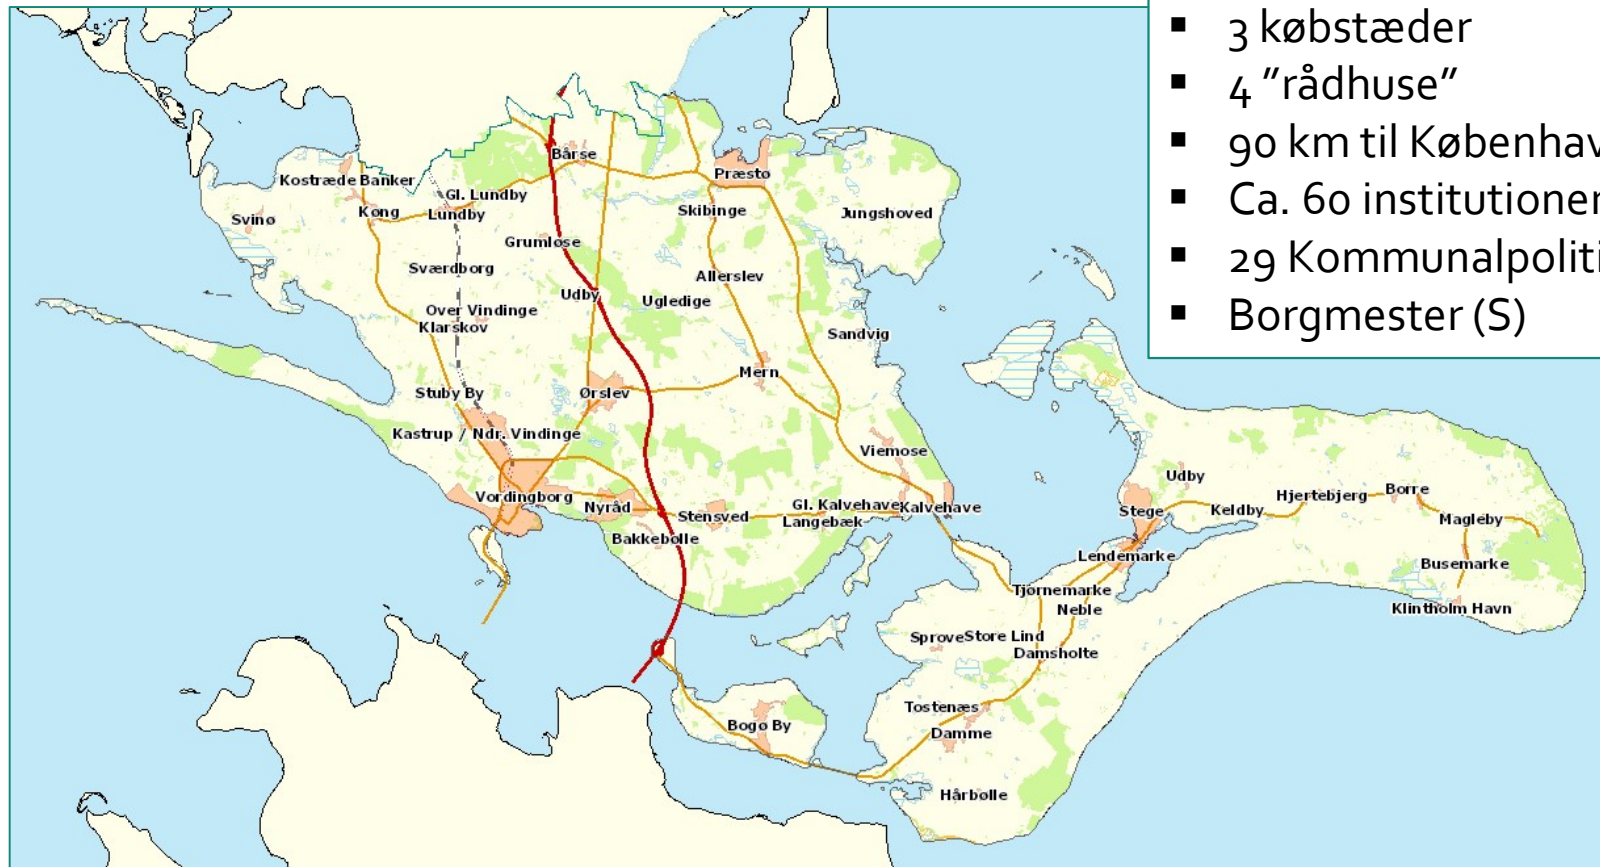 ▪ 3 købstæder
▪ 4 ”rådhuse”
▪ 90 km til Københav
▪ Ca. 60 institutioner
▪ 29 Kommunalpoliti
▪ Borgmester (S)
Bårse
Præstø
Kostræde Banker
Gl. Lundby
Kong
Lundby
Svinø
Skibinge
Jungshoved
Grumløse
Sværdborg
Allerslev
Udby
Ugledige
Over Vindinge
Klarskov
Sandvig
Mern
Stuby By
Ørslev
Kastrup / Ndr. Vindinge
Viemose
Vordingborg
Nyråd
Stensved
Gl. Kalvehave
Kalvehave
Langebæk
Bakkebølle
Udby
Stege
Keldby
Hjertebjerg
Borre
Magleby
Lendemarke
Busemarke
Tjørnemarke
Neble
Klintholm Havn
Sprove
Store Lind
Damsholte
Tostenæs
Bogø By
Damme
Hårbølle